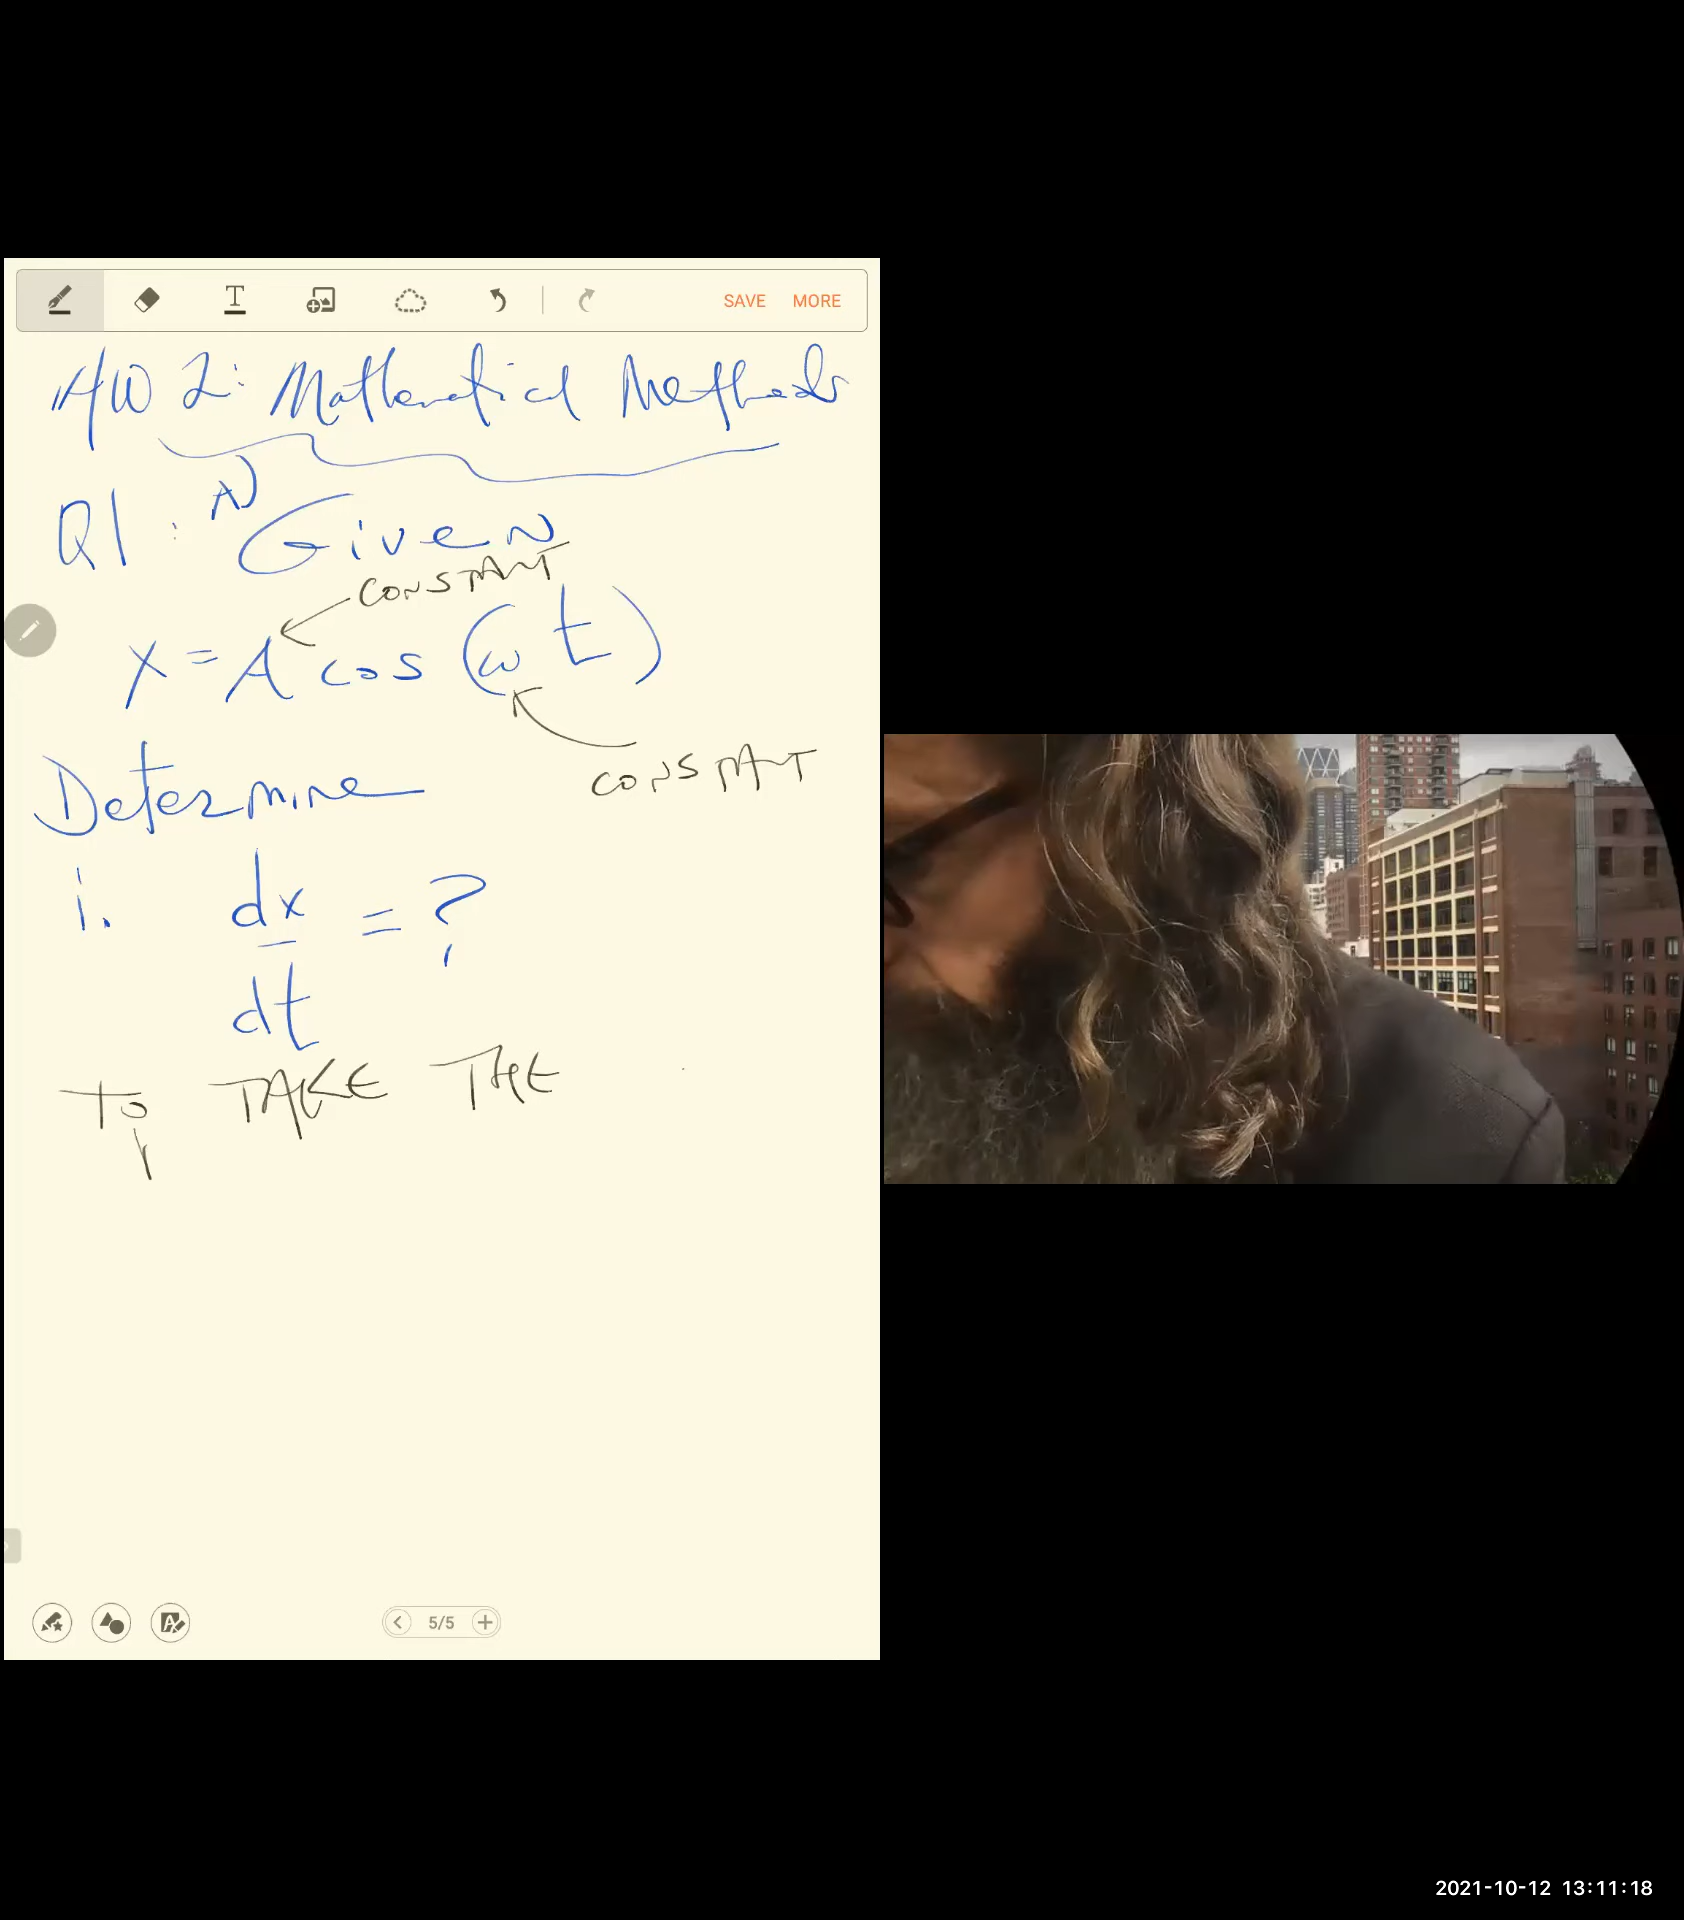 SAVE MORE
HW 2: Mathematical Methods
Q1: A) Given
CONSTANT
x = A cos (ω t)
CONSTANT
Determine
i. dx = ?
dt
TO TAKE THE
5/5
2021-10-12 13:11:18